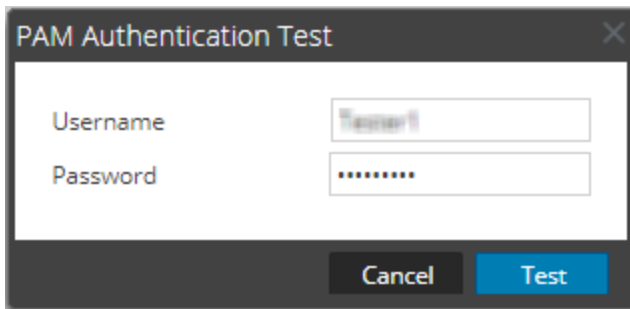 PAM Authentication Test
Username
Password •••••••••
Cancel Test